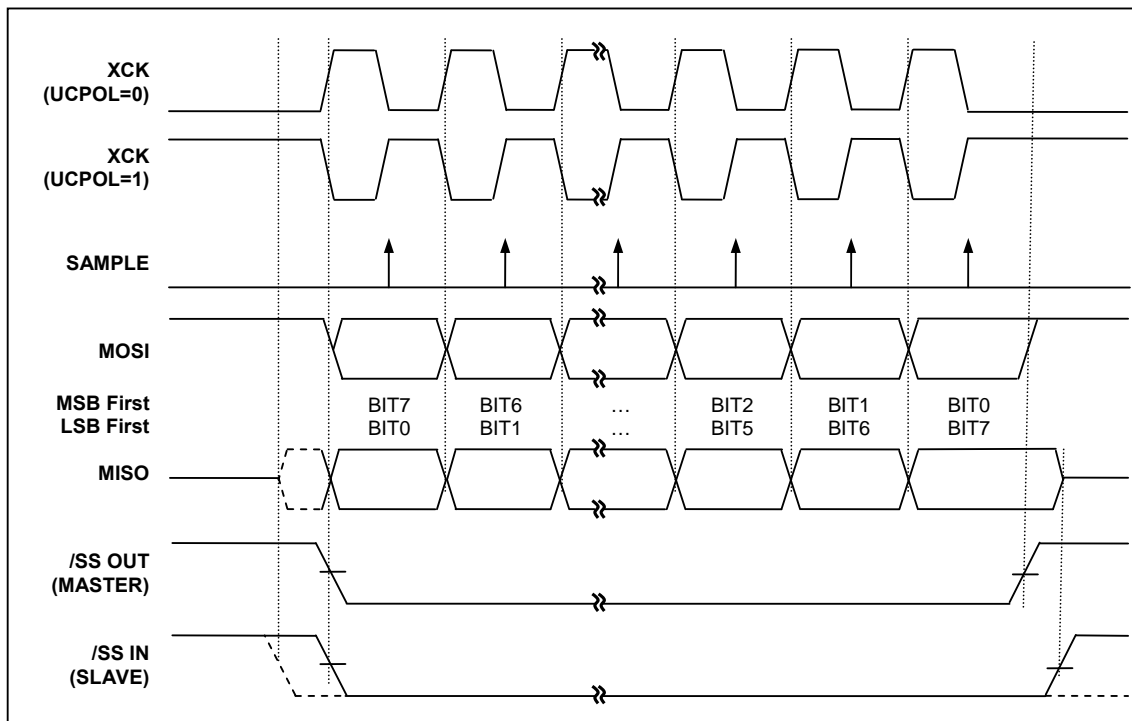 XCK
(UCPOL=0)
XCK
(UCPOL=1)
SAMPLE
MOSI
MSB First BIT7 BIT6 … BIT2 BIT1 BIT0
LSB First BIT0 BIT1 … BIT5 BIT6 BIT7
MISO
/SS OUT
(MASTER)
/SS IN
(SLAVE)